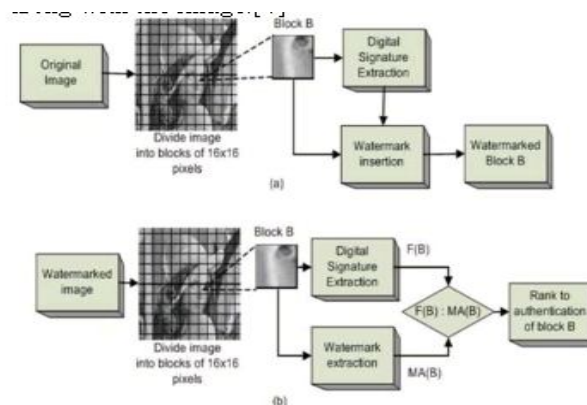 Block B
Original
Image
Digital
Signature
Extraction
Divide image
into blocks of 16x16
pixels
Watermark
insertion
Watermarked
Block B
(a)
Block B
Watermarked
image
Digital
Signature
Extraction
F(B)
Divide image
into blocks of 16x16
pixels
F(B) : MA(B)
Rank to
authentication
of block B
Watermark
extraction
MA(B)
(b)